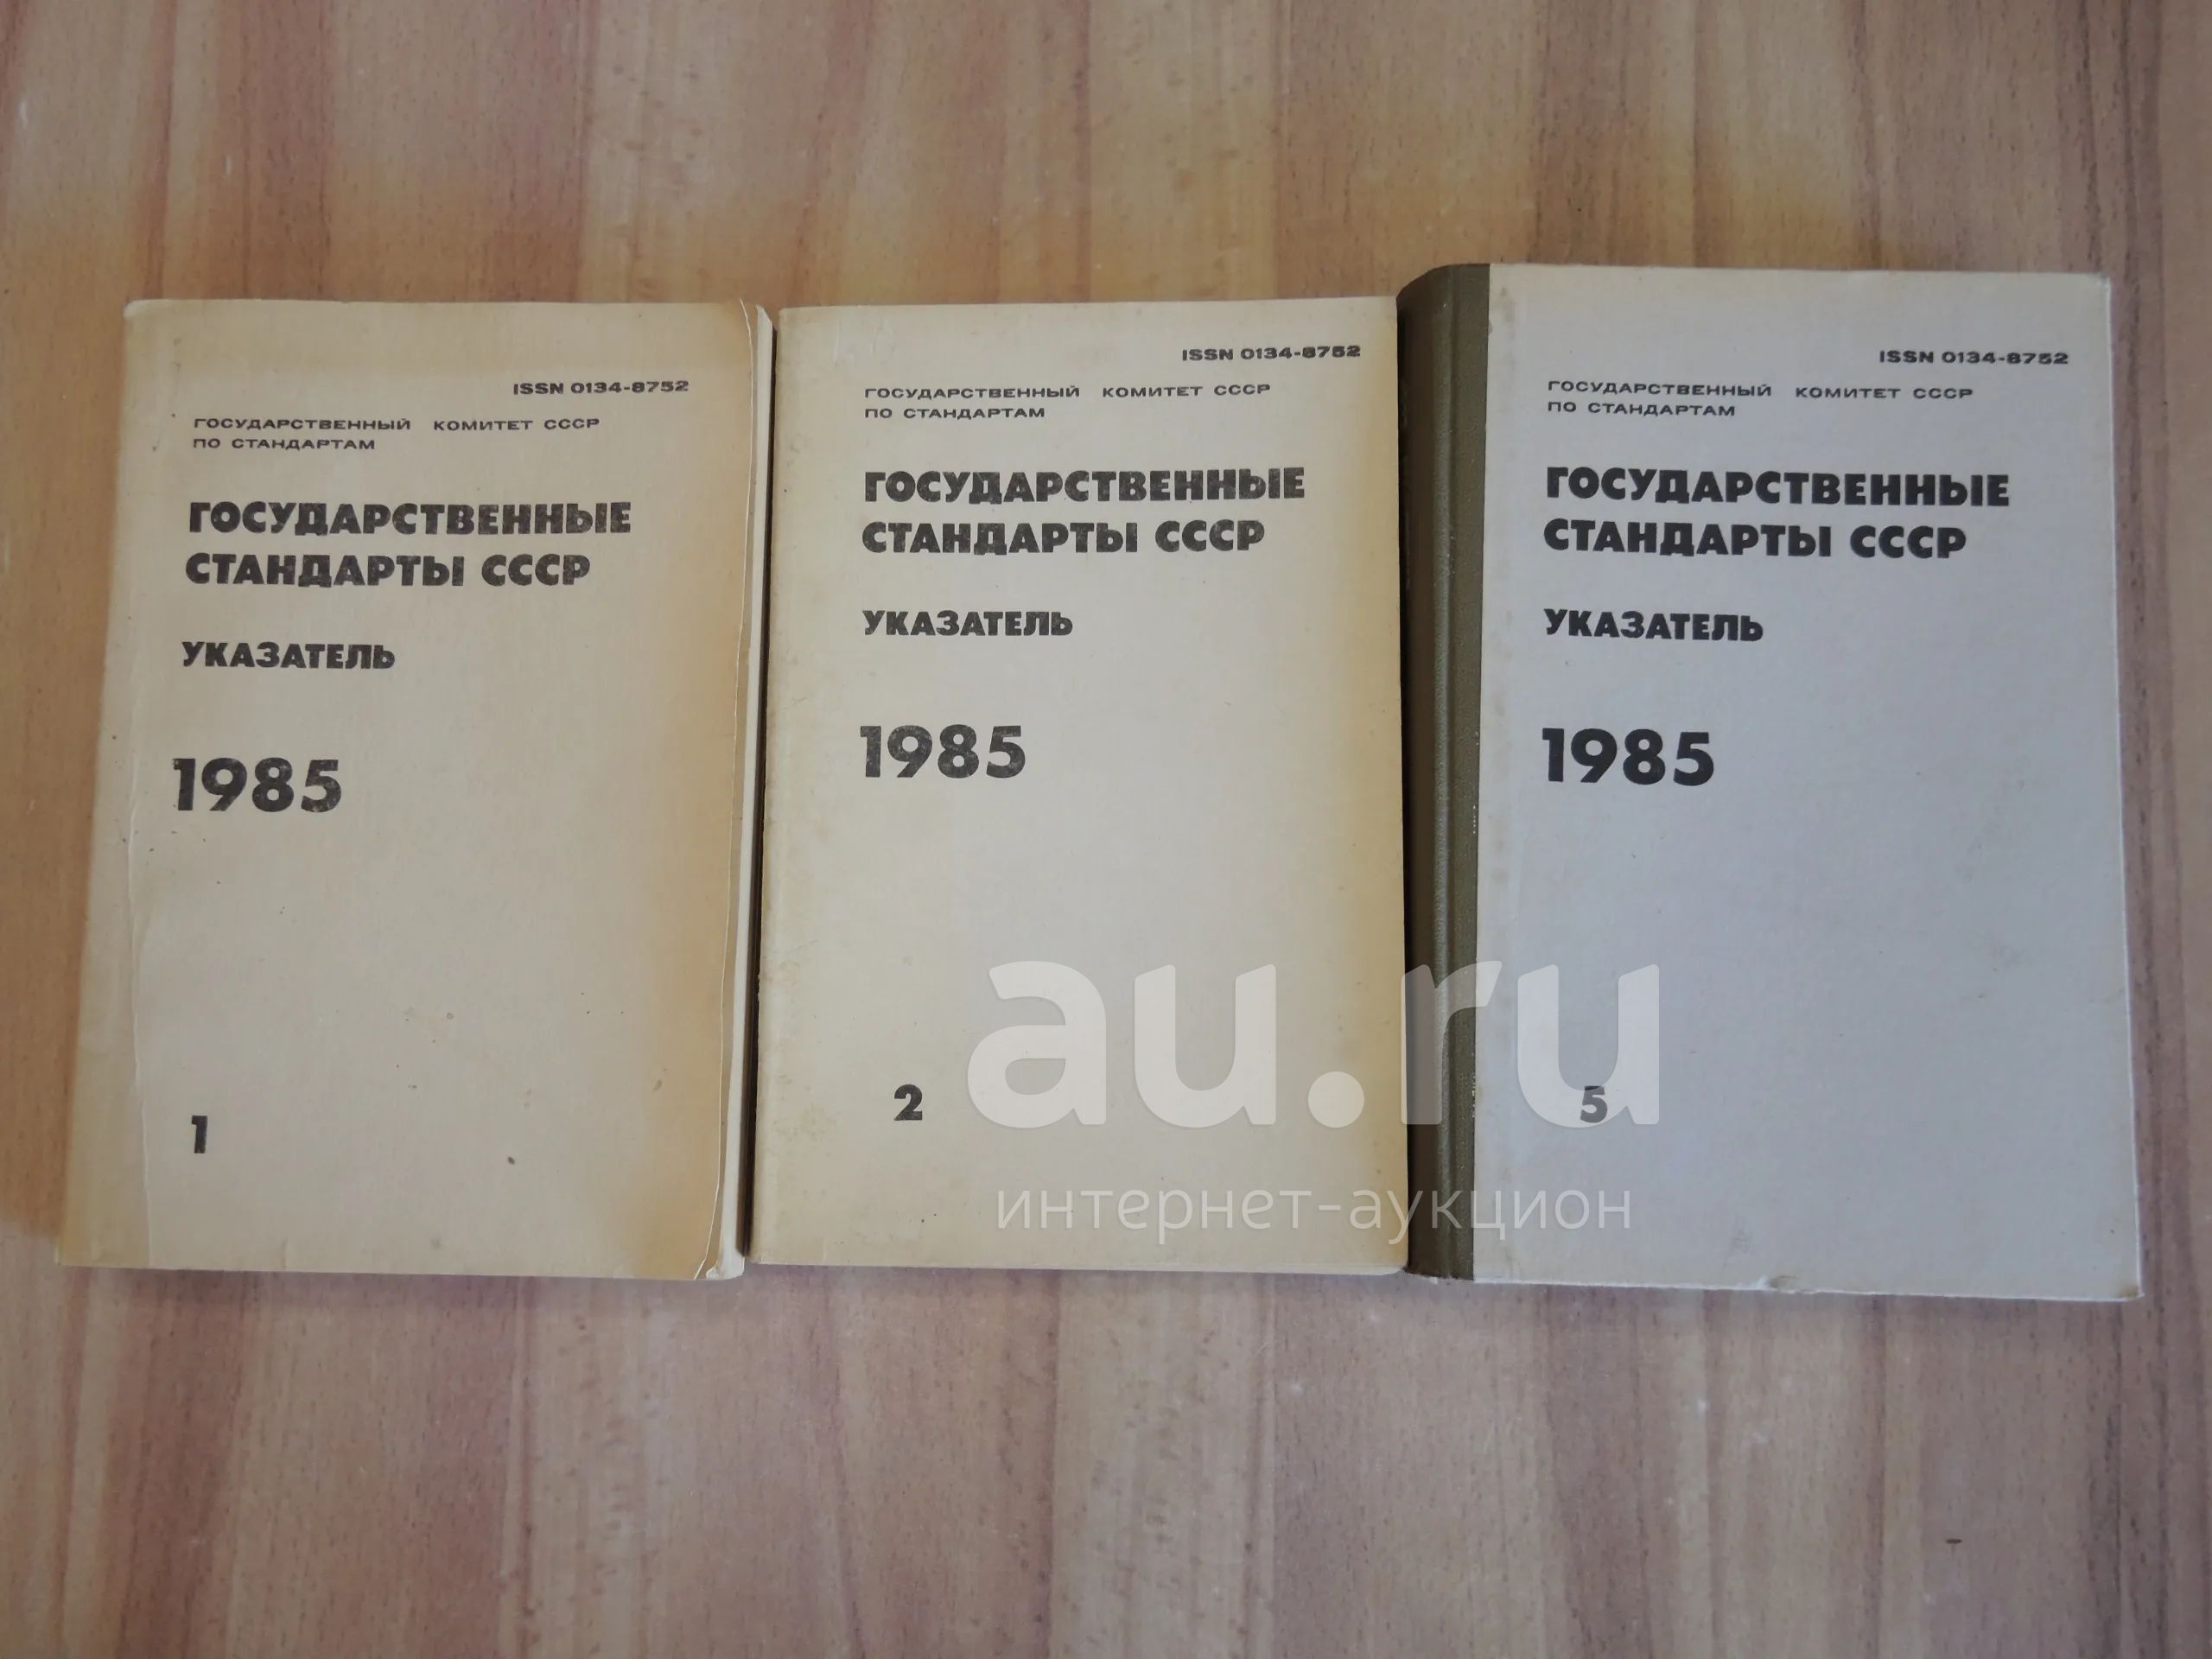 ISSN 0134-8752
ГОСУДАРСТВЕННЫЙ КОМИТЕТ СССР
ПО СТАНДАРТАМ
ГОСУДАРСТВЕННЫЕ
СТАНДАРТЫ СССР
УКАЗАТЕЛЬ
1985
1
ISSN 0134-8752
ГОСУДАРСТВЕННЫЙ КОМИТЕТ СССР
ПО СТАНДАРТАМ
ГОСУДАРСТВЕННЫЕ
СТАНДАРТЫ СССР
УКАЗАТЕЛЬ
1985
2
ISSN 0134-8752
ГОСУДАРСТВЕННЫЙ КОМИТЕТ СССР
ПО СТАНДАРТАМ
ГОСУДАРСТВЕННЫЕ
СТАНДАРТЫ СССР
УКАЗАТЕЛЬ
1985
5
au.ru
интернет-аукцион